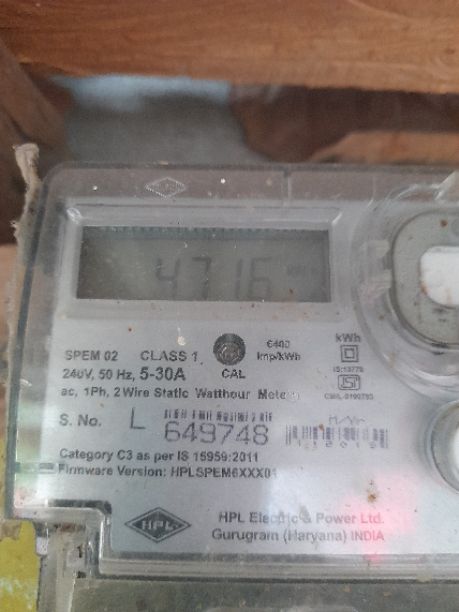 4716
SPEM 02 CLASS 1 6400
240V, 50 Hz, 5-30A CAL imp/kWh
kWh
IS:13779
ac, 1Ph, 2 Wire Static Watthour Meter
S. No. L 649748
Category C3 as per IS 15959:2011
Firmware Version: HPLSPEM6XXX01
HPL
HPL Electric & Power Ltd.
Gurugram (Haryana) INDIA